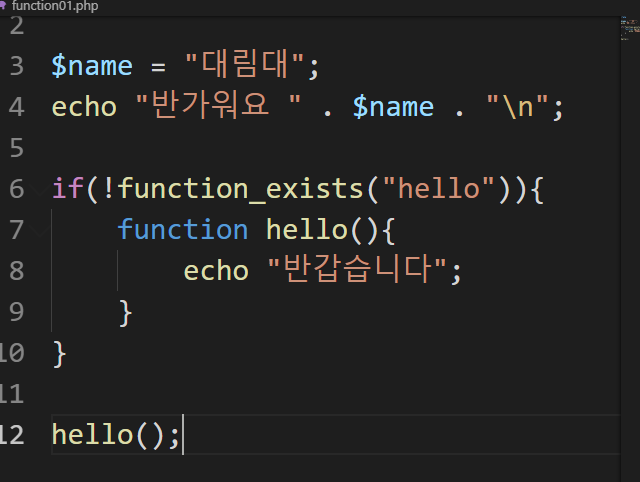 function01.php
2
3 $name = "대림대";
4 echo "반가워요 " . $name . "\n";
5
6 if(!function_exists("hello")){
7 function hello(){
8 echo "반갑습니다";
9 }
10 }
11
12 hello();